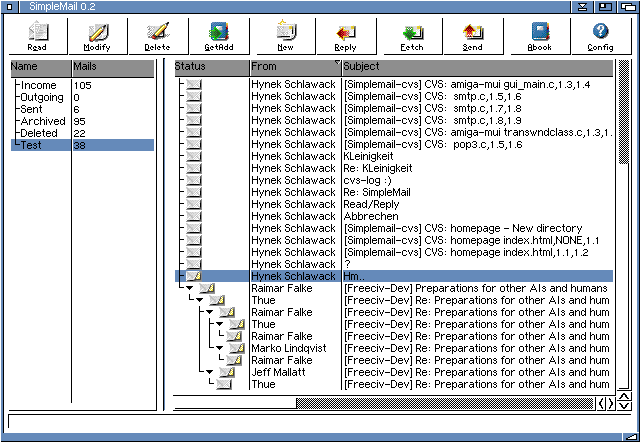 SimpleMail 0.2
Read Modify Delete GetAdd New Reply Fetch Send Abook Config
Name Mails
Income 105
Outgoing 0
Sent 6
Archived 95
Deleted 22
Test 38
Status From Subject
Hynek Schlawack [Simplemail-cvs] CVS: amiga-mui gui_main.c,1.3,1.4
Hynek Schlawack [Simplemail-cvs] CVS: smtp.c,1.5,1.6
Hynek Schlawack [Simplemail-cvs] CVS: smtp.c,1.7,1.8
Hynek Schlawack [Simplemail-cvs] CVS: smtp.c,1.8,1.9
Hynek Schlawack [Simplemail-cvs] CVS: amiga-mui transwndclass.c,1.3,1.
Hynek Schlawack [Simplemail-cvs] CVS: pop3.c,1.5,1.6
Hynek Schlawack KLeinigkeit
Hynek Schlawack Re: KLeinigkeit
Hynek Schlawack cvs-log :)
Hynek Schlawack Re: SimpleMail
Hynek Schlawack Read/Reply
Hynek Schlawack Abbrechen
Hynek Schlawack [Simplemail-cvs] CVS: homepage - New directory
Hynek Schlawack [Simplemail-cvs] CVS: homepage index.html,NONE,1.1
Hynek Schlawack [Simplemail-cvs] CVS: homepage index.html,1.1,1.2
Hynek Schlawack ?
Hynek Schlawack Hm..
Raimar Falke [Freeciv-Dev] Preparations for other AIs and humans
Thue [Freeciv-Dev] Re: Preparations for other AIs and hum
Raimar Falke [Freeciv-Dev] Re: Preparations for other AIs and hum
Thue [Freeciv-Dev] Re: Preparations for other AIs and hum
Raimar Falke [Freeciv-Dev] Re: Preparations for other AIs and hum
Marko Lindqvist [Freeciv-Dev] Re: Preparations for other AIs and hum
Raimar Falke [Freeciv-Dev] Re: Preparations for other AIs and hum
Jeff Mallatt [Freeciv-Dev] Re: Preparations for other AIs and hum
Thue [Freeciv-Dev] Re: Preparations for other AIs and hum